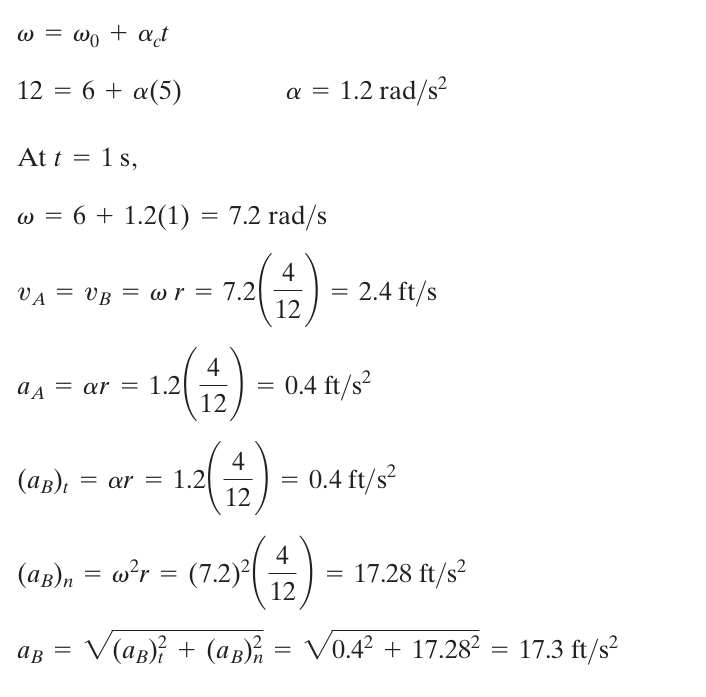 ω = ω₀ + α_c t
12 = 6 + α(5)    α = 1.2 rad/s²
At t = 1 s,
ω = 6 + 1.2(1) = 7.2 rad/s
v_A = v_B = ω r = 7.2(4/12) = 2.4 ft/s
a_A = αr = 1.2(4/12) = 0.4 ft/s²
(a_B)_t = αr = 1.2(4/12) = 0.4 ft/s²
(a_B)_n = ω²r = (7.2)²(4/12) = 17.28 ft/s²
a_B = √((a_B)_t² + (a_B)_n²) = √(0.4² + 17.28²) = 17.3 ft/s²